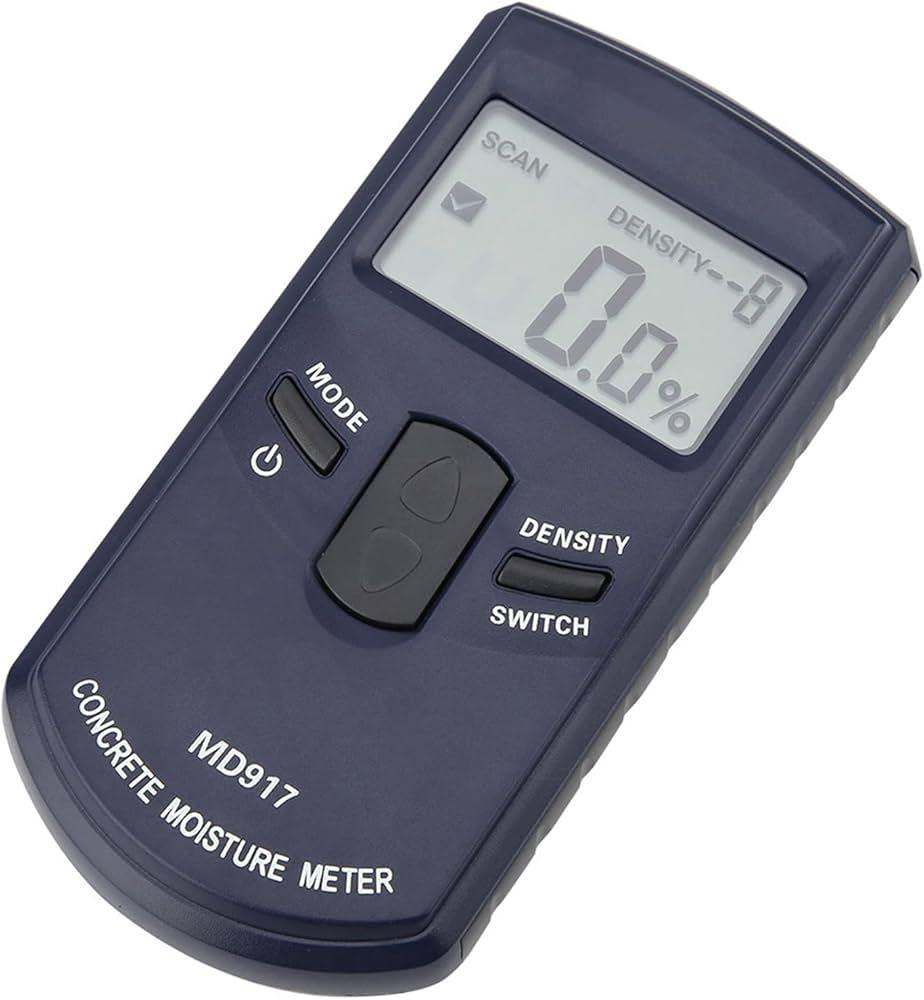 SCAN
DENSITY--8
0.0%
MODE
DENSITY
SWITCH
MD917
CONCRETE MOISTURE METER